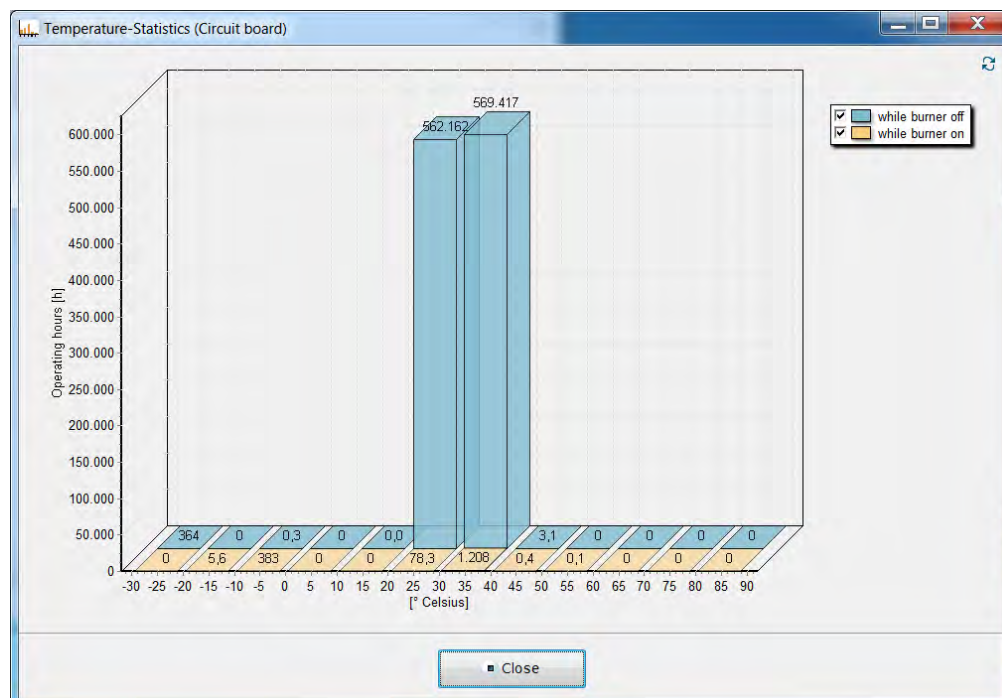 Temperature-Statistics (Circuit board)
569.417
562.162
while burner off
while burner on
600.000
550.000
500.000
450.000
400.000
350.000
300.000
250.000
200.000
150.000
100.000
50.000
0
Operating hours [h]
364 0 0,3 0 0,0 3,1 0 0 0 0
0 5,6 383 0 0 78,3 1.208 0,4 0,1 0 0 0
-30 -25 -20 -15 -10 -5 0 5 10 15 20 25 30 35 40 45 50 55 60 65 70 75 80 85 90
[° Celsius]
Close